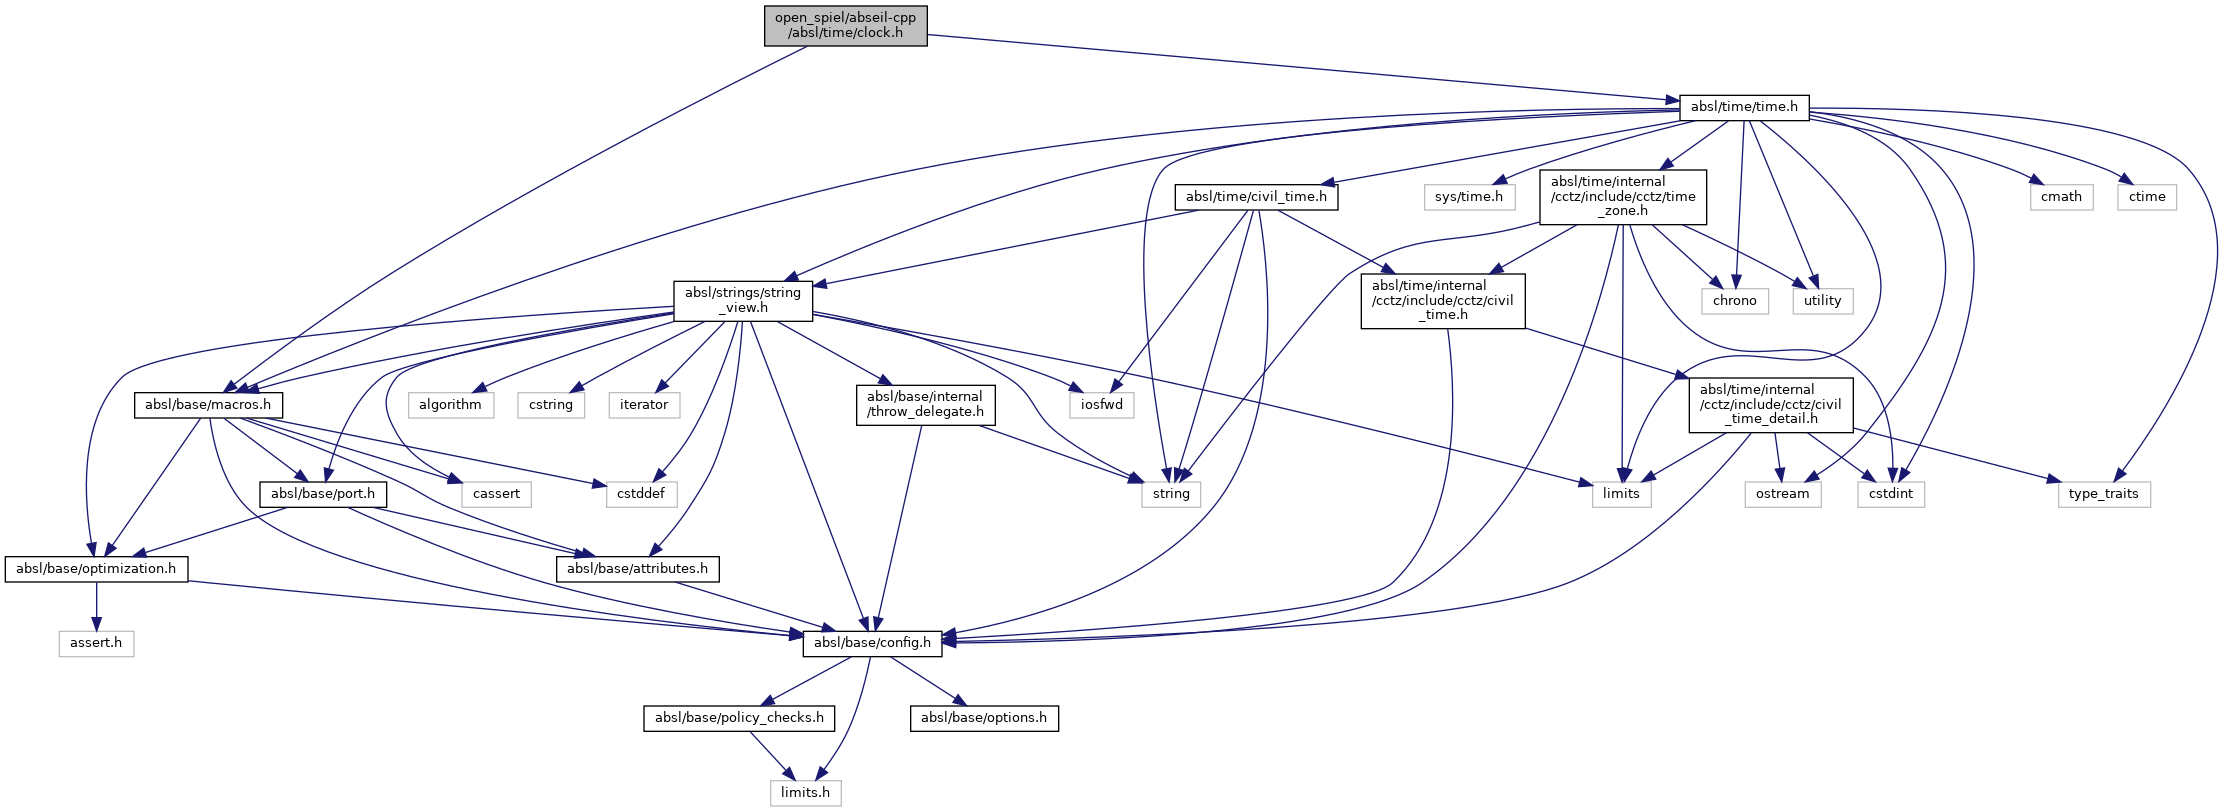 open_spiel/abseil-cpp
/absl/time/clock.h
absl/time/time.h
absl/time/civil_time.h
sys/time.h
absl/time/internal
/cctz/include/cctz/time
_zone.h
cmath
ctime
absl/strings/string
_view.h
absl/time/internal
/cctz/include/cctz/civil
_time.h
chrono
utility
absl/base/macros.h
algorithm
cstring
iterator
absl/base/internal
/throw_delegate.h
iosfwd
absl/time/internal
/cctz/include/cctz/civil
_time_detail.h
absl/base/port.h
cassert
cstddef
string
limits
ostream
cstdint
type_traits
absl/base/optimization.h
absl/base/attributes.h
assert.h
absl/base/config.h
absl/base/policy_checks.h
absl/base/options.h
limits.h